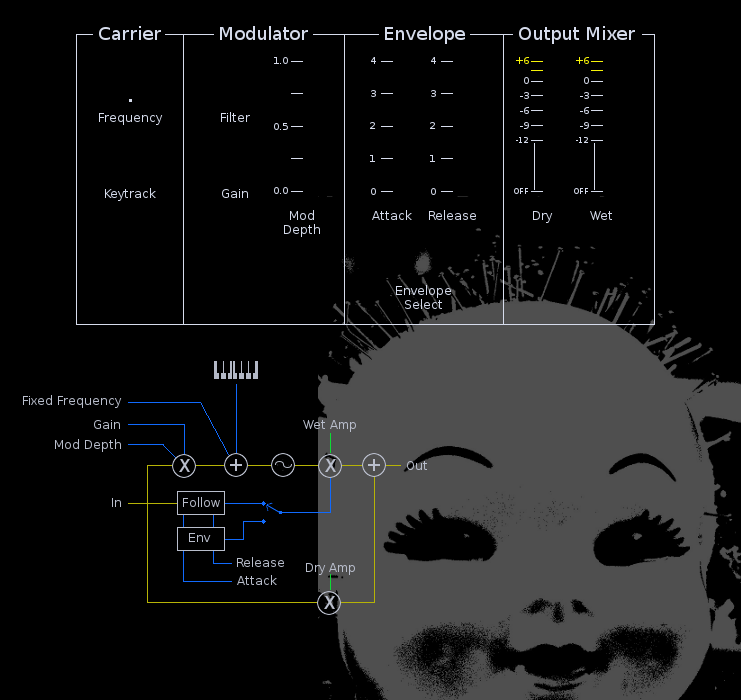 Carrier Modulator Envelope Output Mixer
1.0 4 4 +6 +6
0 0
3 3 -3 -3
Frequency Filter 0.5 2 2 -6 -6
-9 -9
1 1 -12 -12
Keytrack Gain 0.0 0 0 OFF OFF
Mod Attack Release Dry Wet
Depth
Envelope
Select
Fixed Frequency
Gain Wet Amp
Mod Depth
X + X + Out
In Follow
Env
Release Dry Amp
Attack
X